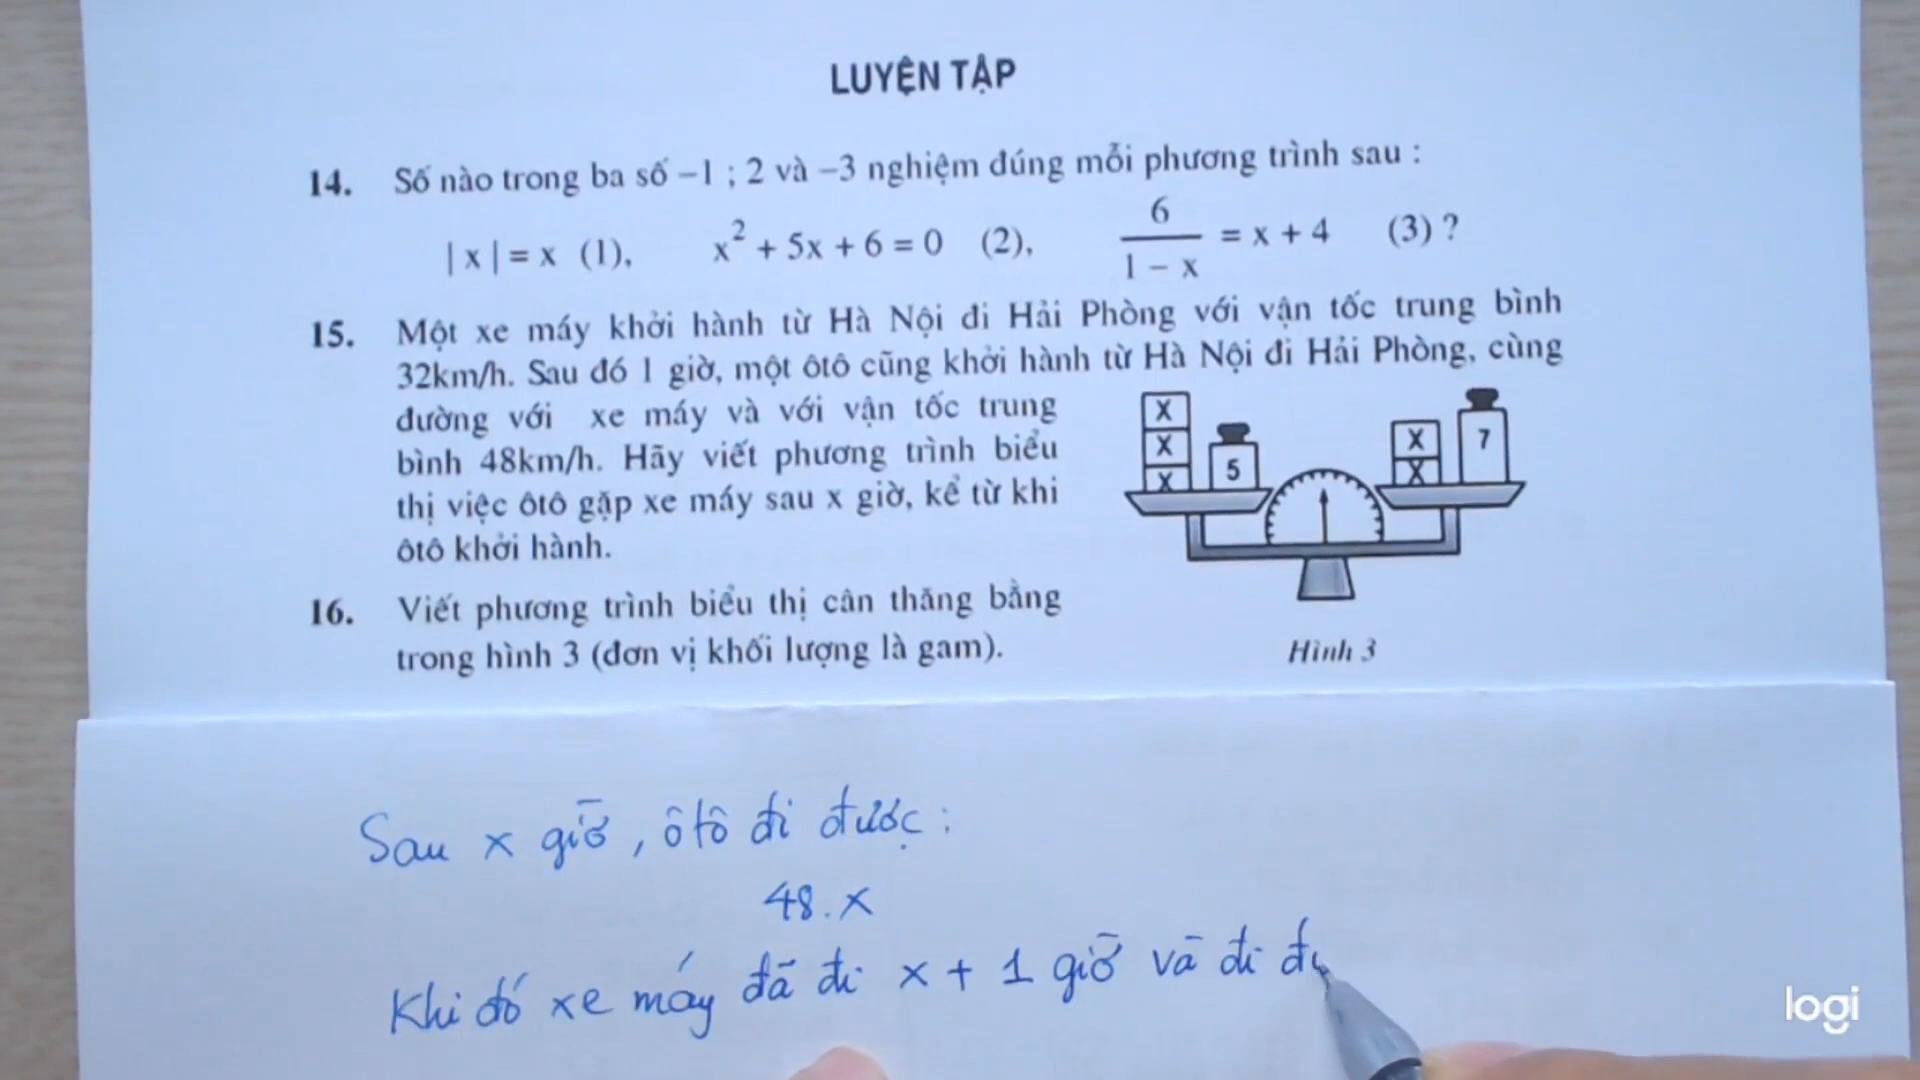 LUYỆN TẬP
14. Số nào trong ba số –1 ; 2 và –3 nghiệm đúng mỗi phương trình sau :
| x | = x (1), x² + 5x + 6 = 0 (2), 6/(1 – x) = x + 4 (3) ?
15. Một xe máy khởi hành từ Hà Nội đi Hải Phòng với vận tốc trung bình
32km/h. Sau đó 1 giờ, một ôtô cũng khởi hành từ Hà Nội đi Hải Phòng, cùng
đường với xe máy và với vận tốc trung
bình 48km/h. Hãy viết phương trình biểu
thị việc ôtô gặp xe máy sau x giờ, kể từ khi
ôtô khởi hành.
X
X
X
5
X
X
7
16. Viết phương trình biểu thị cân thăng bằng
trong hình 3 (đơn vị khối lượng là gam).
Hình 3
Sau x giờ, ôtô đi được:
48.x
Khi đó xe máy đã đi x + 1 giờ và đi
logi